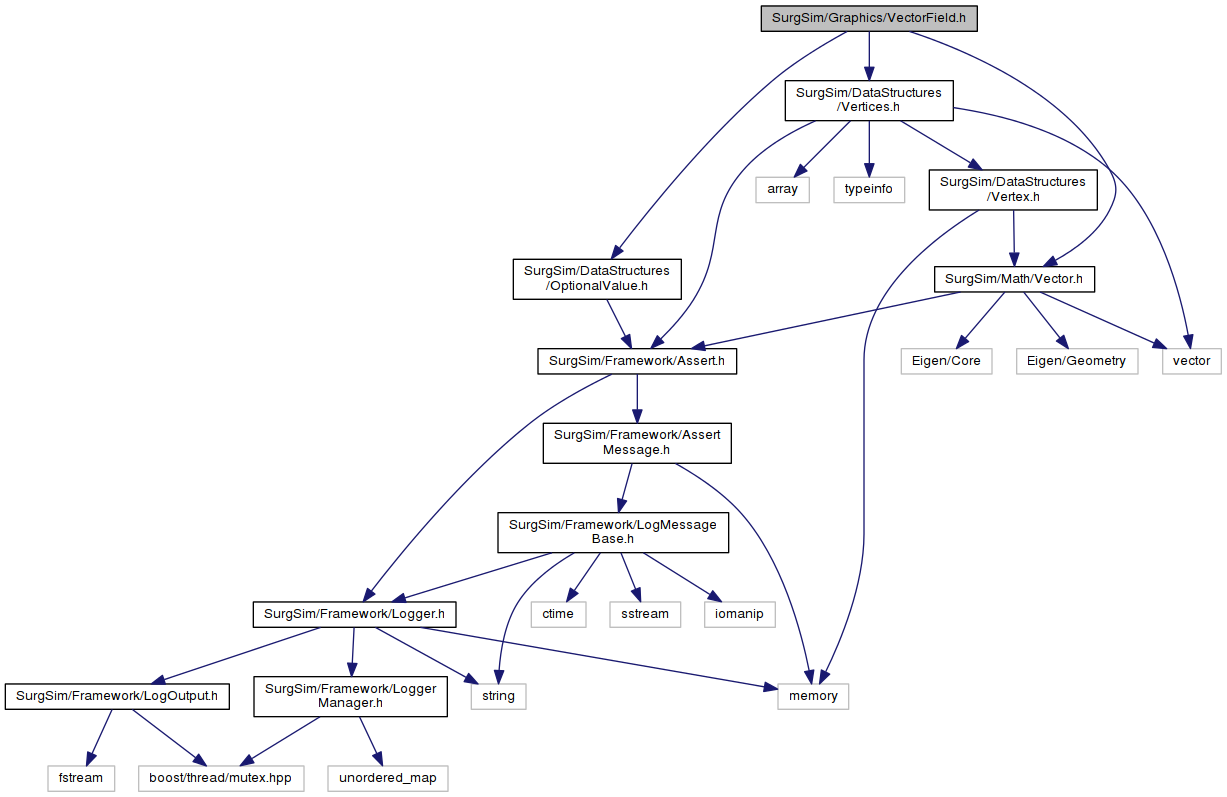 SurgSim/Graphics/VectorField.h
SurgSim/DataStructures
/Vertices.h
array
typeinfo
SurgSim/DataStructures
/Vertex.h
SurgSim/DataStructures
/OptionalValue.h
SurgSim/Math/Vector.h
SurgSim/Framework/Assert.h
Eigen/Core
Eigen/Geometry
vector
SurgSim/Framework/Assert
Message.h
SurgSim/Framework/LogMessage
Base.h
SurgSim/Framework/Logger.h
ctime
sstream
iomanip
SurgSim/Framework/LogOutput.h
SurgSim/Framework/Logger
Manager.h
string
memory
fstream
boost/thread/mutex.hpp
unordered_map